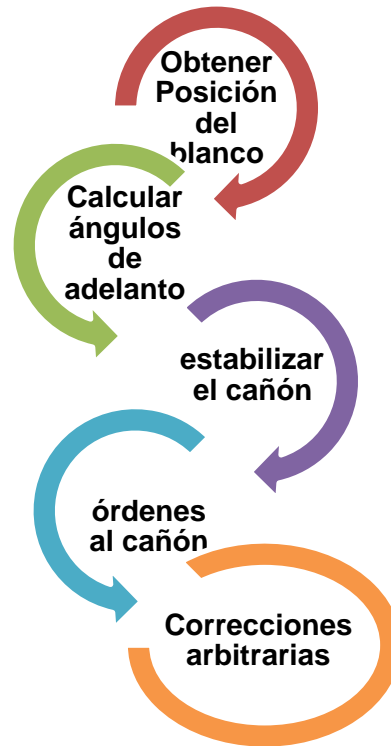 Obtener
Posición
del
blanco
Calcular
ángulos
de
adelanto
estabilizar
el cañón
órdenes
al cañón
Correcciones
arbitrarias